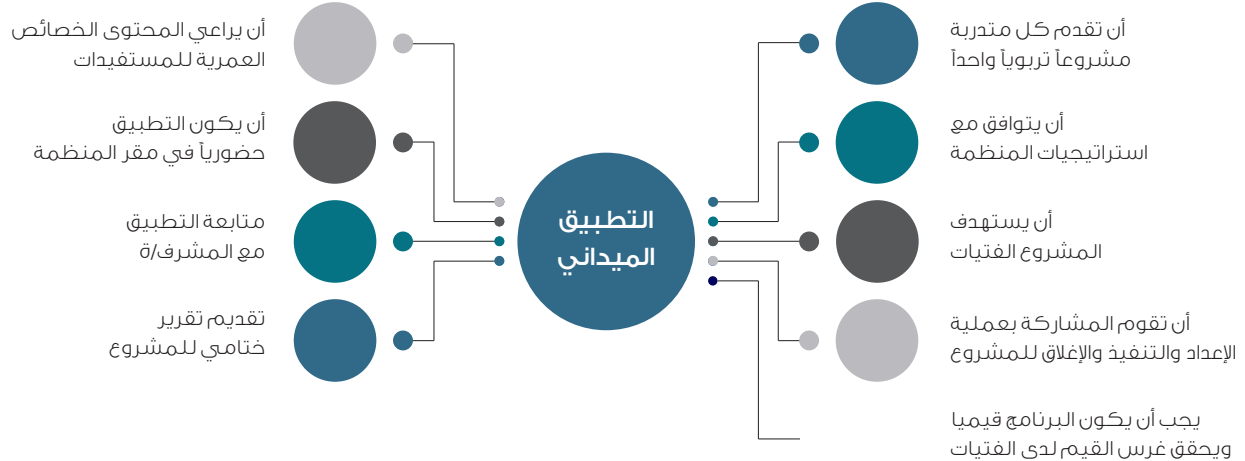 التطبيق
الميداني
أن تقدم كل متدربة
مشروعاً تربوياً واحداً
أن يتوافق مع
استراتيجيات المنظمة
أن يستهدف
المشروع الفتيات
أن تقوم المشاركة بعملية
الإعداد والتنفيذ والإغلاق للمشروع
يجب أن يكون البرنامج قيميا
ويحقق غرس القيم لدى الفتيات
أن يراعي المحتوى الخصائص
العمرية للمستفيدات
أن يكون التطبيق
حضورياً في مقر المنظمة
متابعة التطبيق
مع المشرف/ة
تقديم تقرير
ختامي للمشروع